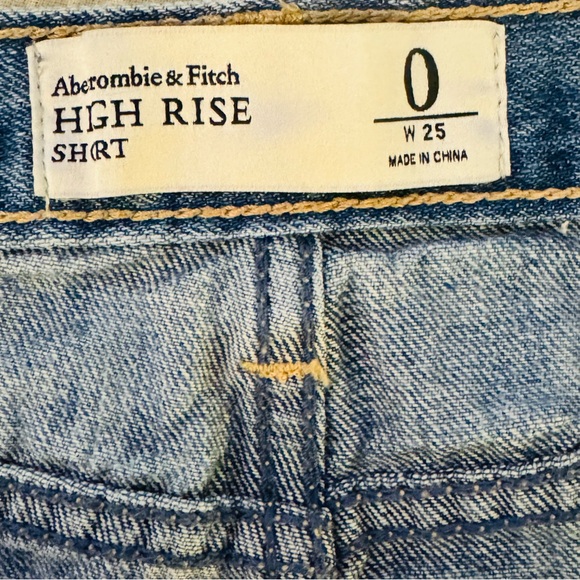 Abercrombie & Fitch
HIGH RISE
SHORT
0
W 25
MADE IN CHINA